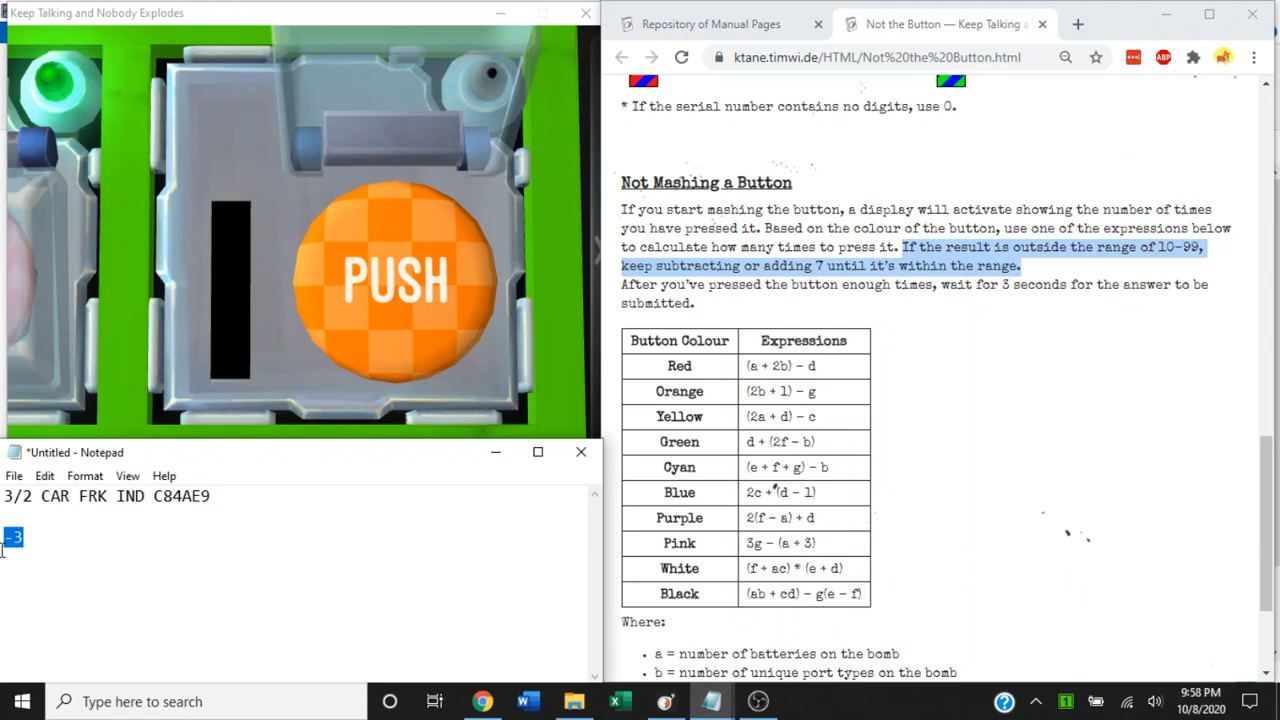 Keep Talking and Nobody Explodes
Repository of Manual Pages
Not the Button — Keep Talking a
ktane.timwi.de/HTML/Not%20the%20Button.html
ABP
PUSH
* If the serial number contains no digits, use 0.
Not Mashing a Button
If you start mashing the button, a display will activate showing the number of times
you have pressed it. Based on the colour of the button, use one of the expressions below
to calculate how many times to press it. If the result is outside the range of 10-99,
keep subtracting or adding 7 until it's within the range.
After you've pressed the button enough times, wait for 3 seconds for the answer to be
submitted.
Button Colour Expressions
Red (a + 2b) - d
Orange (2b + 1) - g
Yellow (2a + d) - c
Green d + (2f - b)
Cyan (e + f + g) - b
Blue 2c + (d - 1)
Purple 2(f - a) + d
Pink 3g - (a + 3)
White (f + ac) * (e + d)
Black (ab + cd) - g(e - f)
Where:
• a = number of batteries on the bomb
• b = number of unique port types on the bomb
*Untitled - Notepad
File Edit Format View Help
3/2 CAR FRK IND C84AE9
-3
Type here to search
9:58 PM
10/8/2020